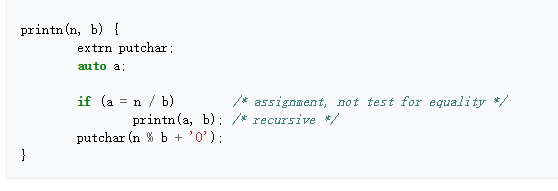 printn(n, b) {
        extrn putchar;
        auto a;

        if (a = n / b)        /* assignment, not test for equality */
                printn(a, b); /* recursive */
        putchar(n % b + '0');
}